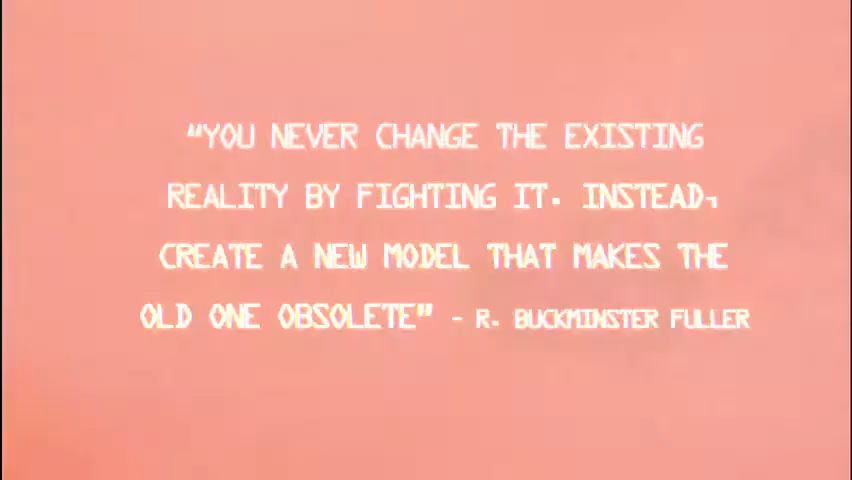 "YOU NEVER CHANGE THE EXISTING
REALITY BY FIGHTING IT. INSTEAD,
CREATE A NEW MODEL THAT MAKES THE
OLD ONE OBSOLETE" - R. BUCKMINSTER FULLER